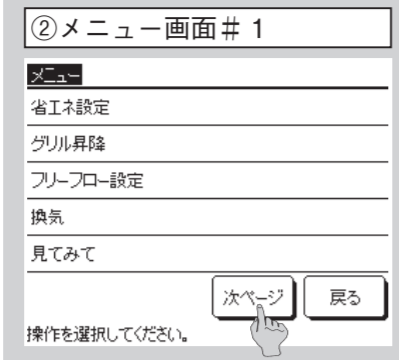 ②メニュー画面＃１
メニュー
省エネ設定
グリル昇降
フリーフロー設定
換気
見てみて
次ページ 戻る
操作を選択してください。